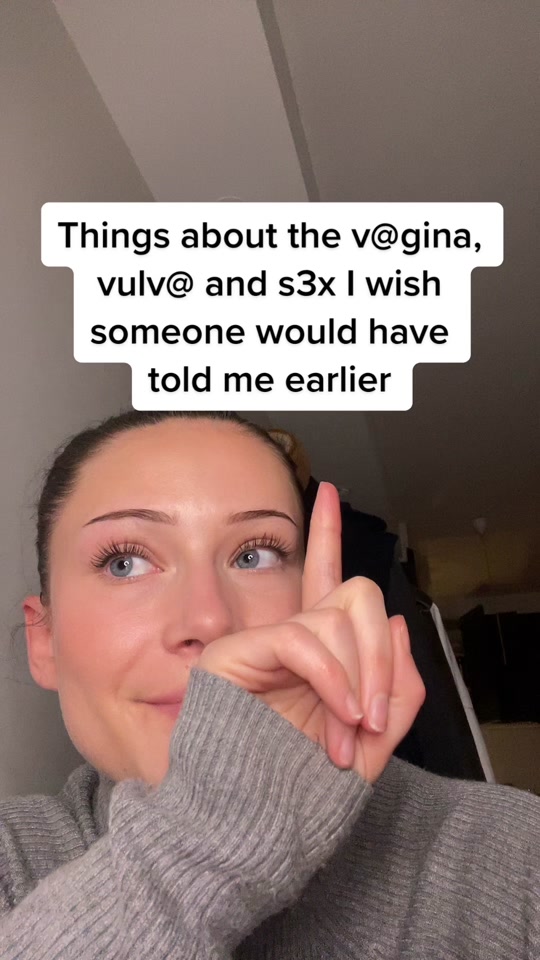 Things about the v@gina,
vulv@ and s3x I wish
someone would have
told me earlier